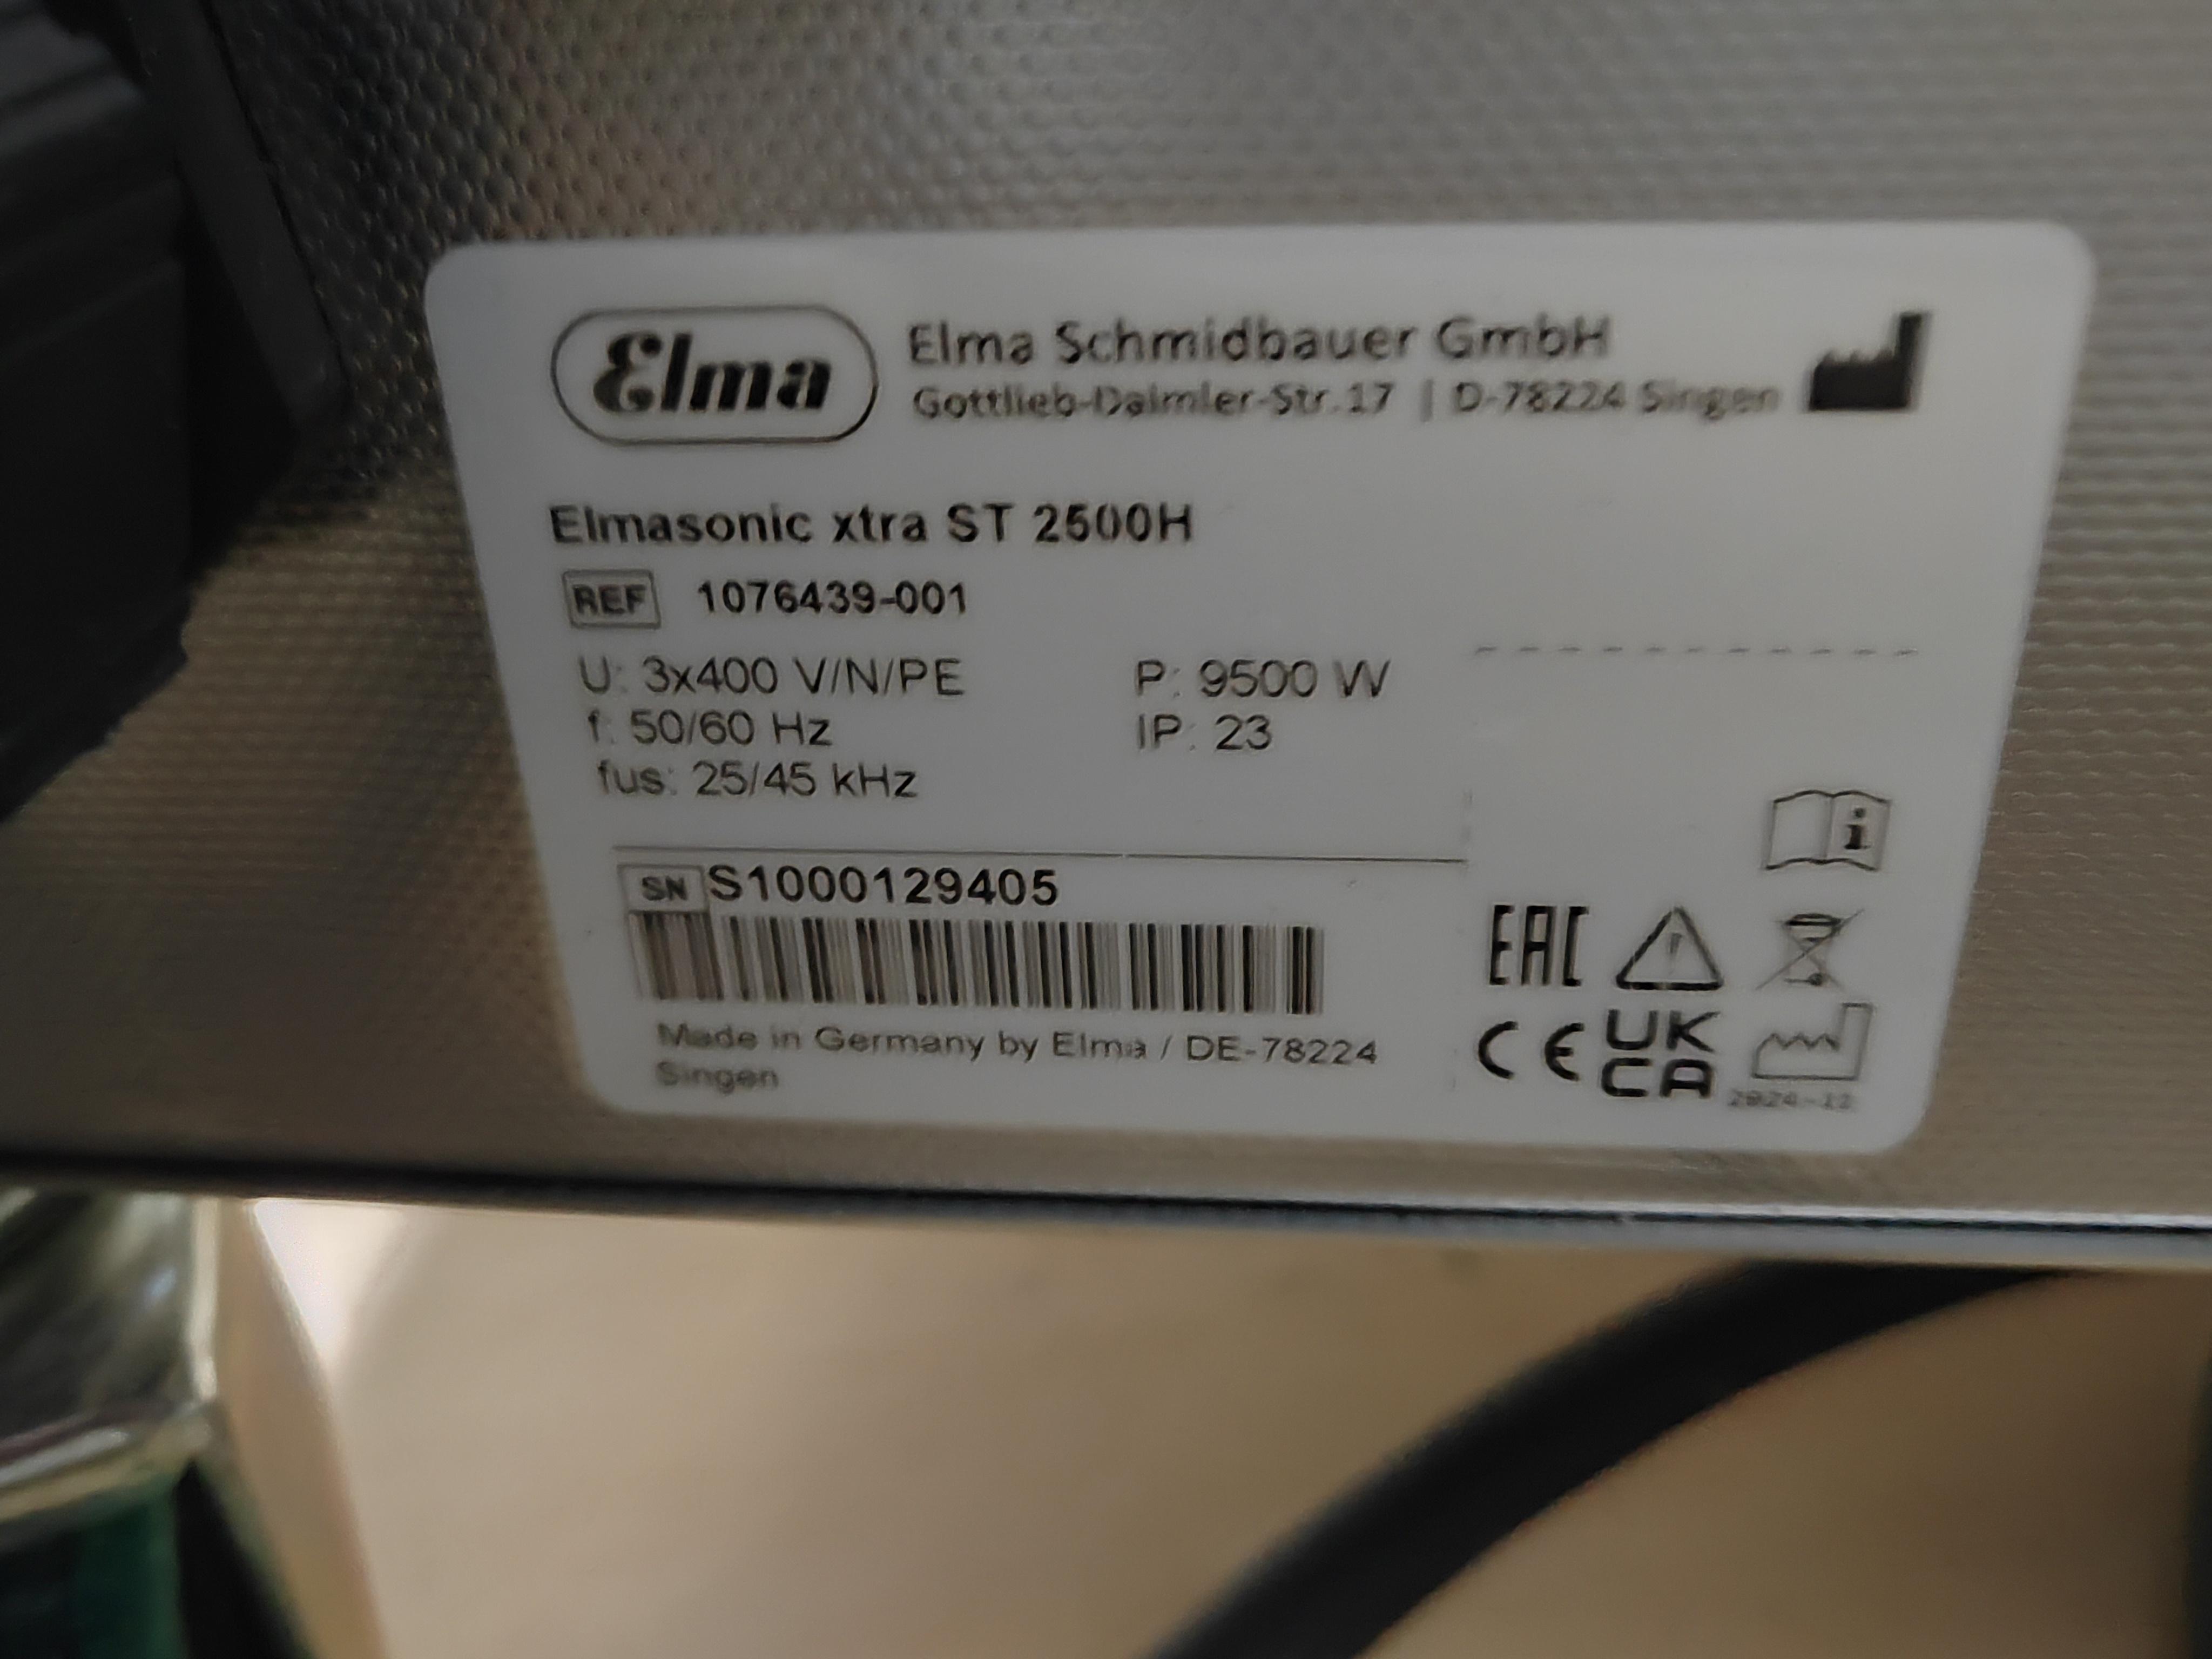 Elma
Elma Schmidbauer GmbH
Gottlieb-Daimler-Str.17 | D-78224 Singen
Elmasonic xtra ST 2500H
REF 1076439-001
U: 3x400 V/N/PE P: 9500 W
f: 50/60 Hz IP: 23
fus: 25/45 kHz
SN S1000129405
Made in Germany by Elma / DE-78224
Singen
i
EAC
CE UK
CA
2024-12